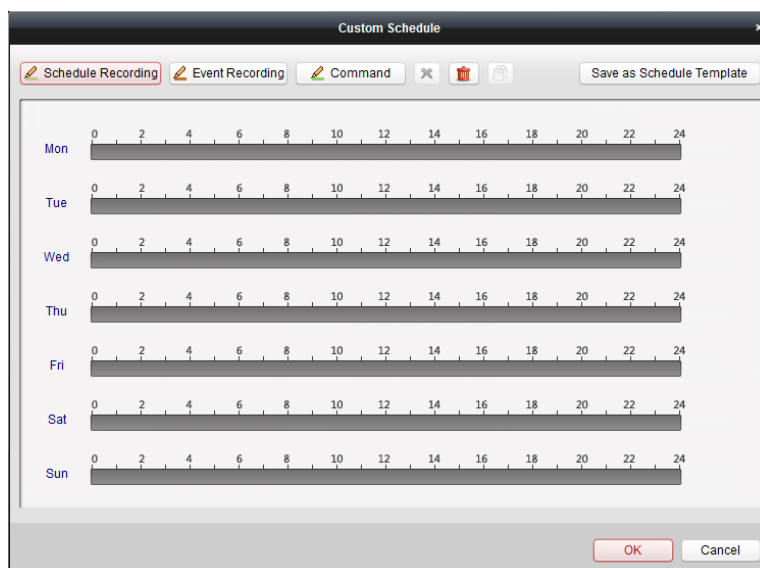 Custom Schedule
Schedule Recording Event Recording Command Save as Schedule Template
0 2 4 6 8 10 12 14 16 18 20 22 24
Mon
0 2 4 6 8 10 12 14 16 18 20 22 24
Tue
0 2 4 6 8 10 12 14 16 18 20 22 24
Wed
0 2 4 6 8 10 12 14 16 18 20 22 24
Thu
0 2 4 6 8 10 12 14 16 18 20 22 24
Fri
0 2 4 6 8 10 12 14 16 18 20 22 24
Sat
0 2 4 6 8 10 12 14 16 18 20 22 24
Sun
OK Cancel